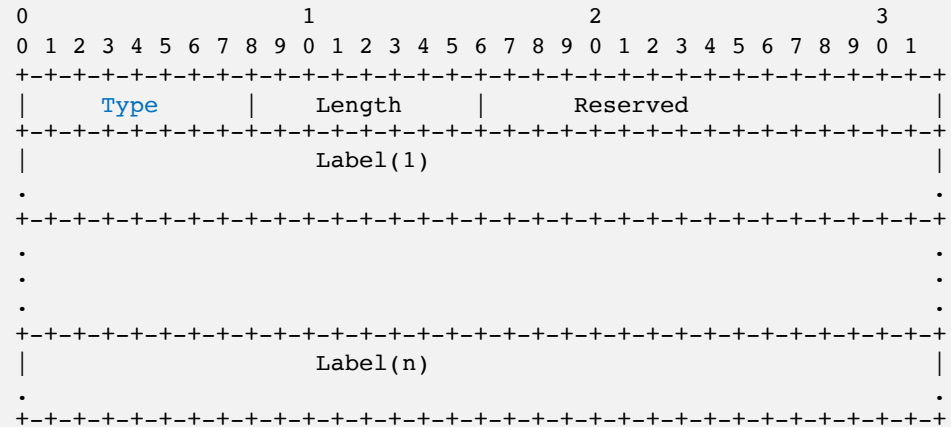 0                   1                   2                   3
0 1 2 3 4 5 6 7 8 9 0 1 2 3 4 5 6 7 8 9 0 1 2 3 4 5 6 7 8 9 0 1
+-+-+-+-+-+-+-+-+-+-+-+-+-+-+-+-+-+-+-+-+-+-+-+-+-+-+-+-+-+-+-+-+
|     Type      |    Length     |      Reserved                 |
+-+-+-+-+-+-+-+-+-+-+-+-+-+-+-+-+-+-+-+-+-+-+-+-+-+-+-+-+-+-+-+-+
|                    Label(1)                                   |
.                                                               .
+-+-+-+-+-+-+-+-+-+-+-+-+-+-+-+-+-+-+-+-+-+-+-+-+-+-+-+-+-+-+-+-+
.                                                               .
.                                                               .
.                                                               .
+-+-+-+-+-+-+-+-+-+-+-+-+-+-+-+-+-+-+-+-+-+-+-+-+-+-+-+-+-+-+-+-+
|                    Label(n)                                   |
.                                                               .
+-+-+-+-+-+-+-+-+-+-+-+-+-+-+-+-+-+-+-+-+-+-+-+-+-+-+-+-+-+-+-+-+